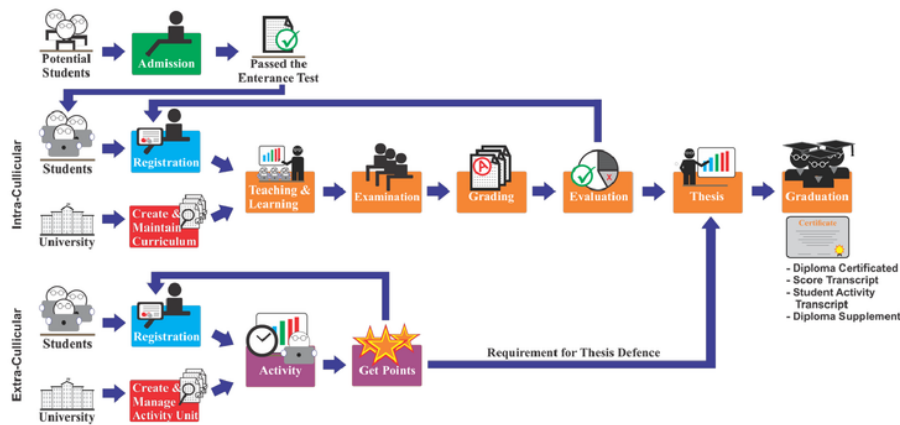 Potential
Students
Admission
Passed the
Enterance Test
Intra-Cullicular
Students
Registration
Teaching &
Learning
Examination
Grading
Evaluation
Thesis
Graduation
University
Create &
Maintain
Curriculum
Certificate
- Diploma Certificated
- Score Transcript
- Student Activity
Transcript
- Diploma Supplement
Extra-Cullicular
Students
Registration
Activity
Get Points
Requirement for Thesis Defence
University
Create &
Manage
Activity Unit